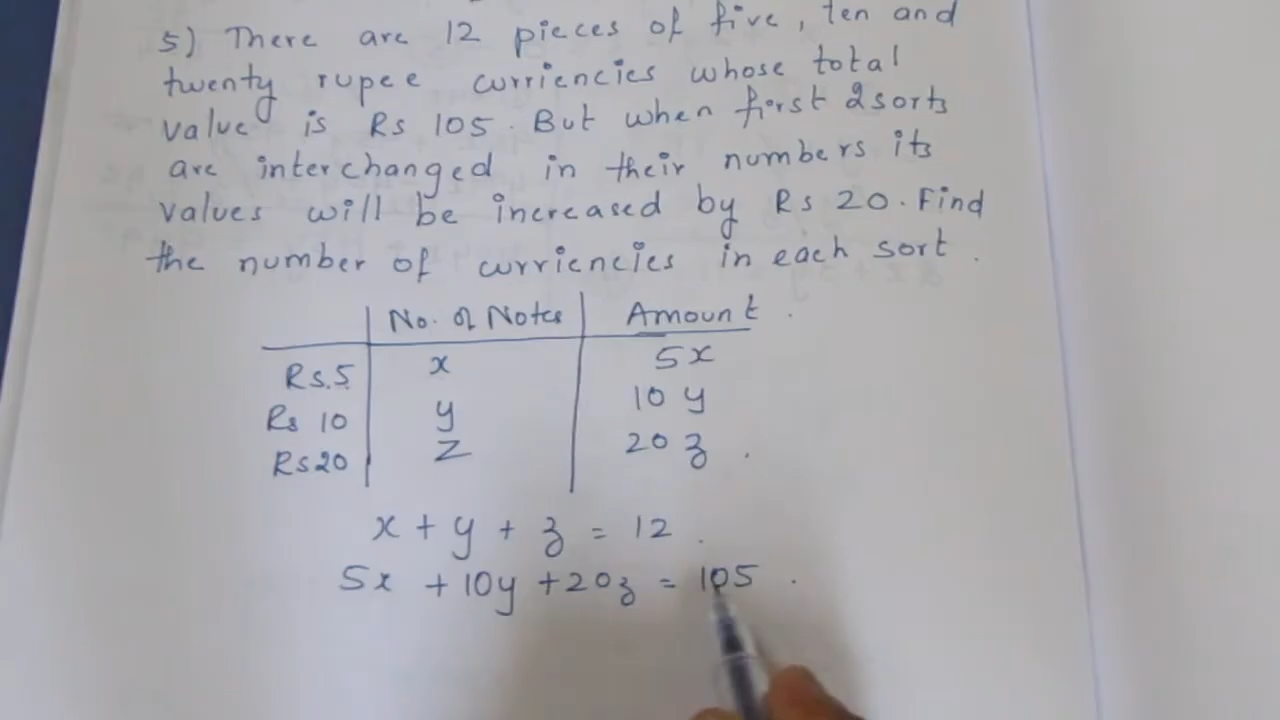 5) There are 12 pieces of five, ten and
twenty rupee curriencies whose total
value is Rs 105. But when first 2 sorts
are interchanged in their numbers its
values will be increased by Rs 20. Find
the number of curriencies in each sort.
No. of Notes Amount.
Rs.5 x 5x
Rs 10 y 10 y
Rs20 z 20 z.
x + y + z = 12.
5x + 10y + 20z = 105.